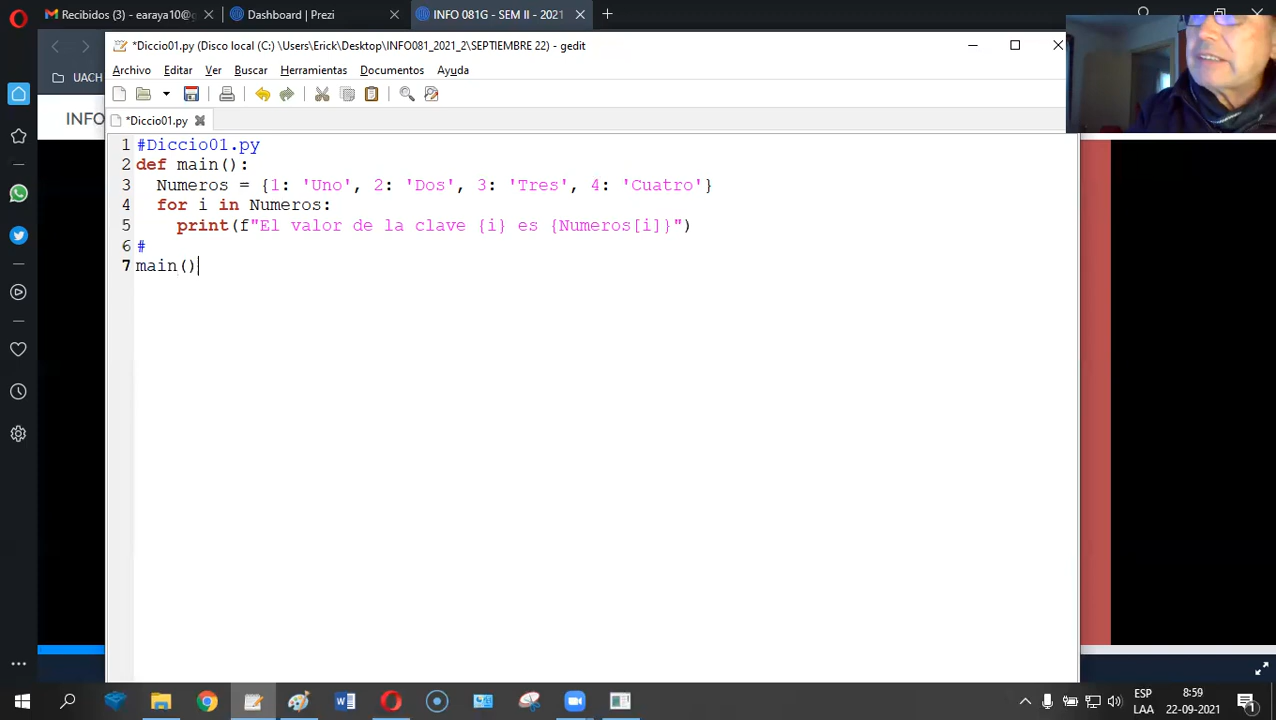 Recibidos (3) - earaya10@g
Dashboard | Prezi
INFO 081G - SEM II - 2021
*Diccio01.py (Disco local (C:) \Users\Erick\Desktop\INFO081_2021_2\SEPTIEMBRE 22) - gedit
UACH
Archivo Editar Ver Buscar Herramientas Documentos Ayuda
INFO
*Diccio01.py
1 #Diccio01.py
2 def main():
3 Numeros = {1: 'Uno', 2: 'Dos', 3: 'Tres', 4: 'Cuatro'}
4 for i in Numeros:
5 print(f"El valor de la clave {i} es {Numeros[i]}")
6 #
7 main()
ESP 8:59
LAA 22-09-2021
1